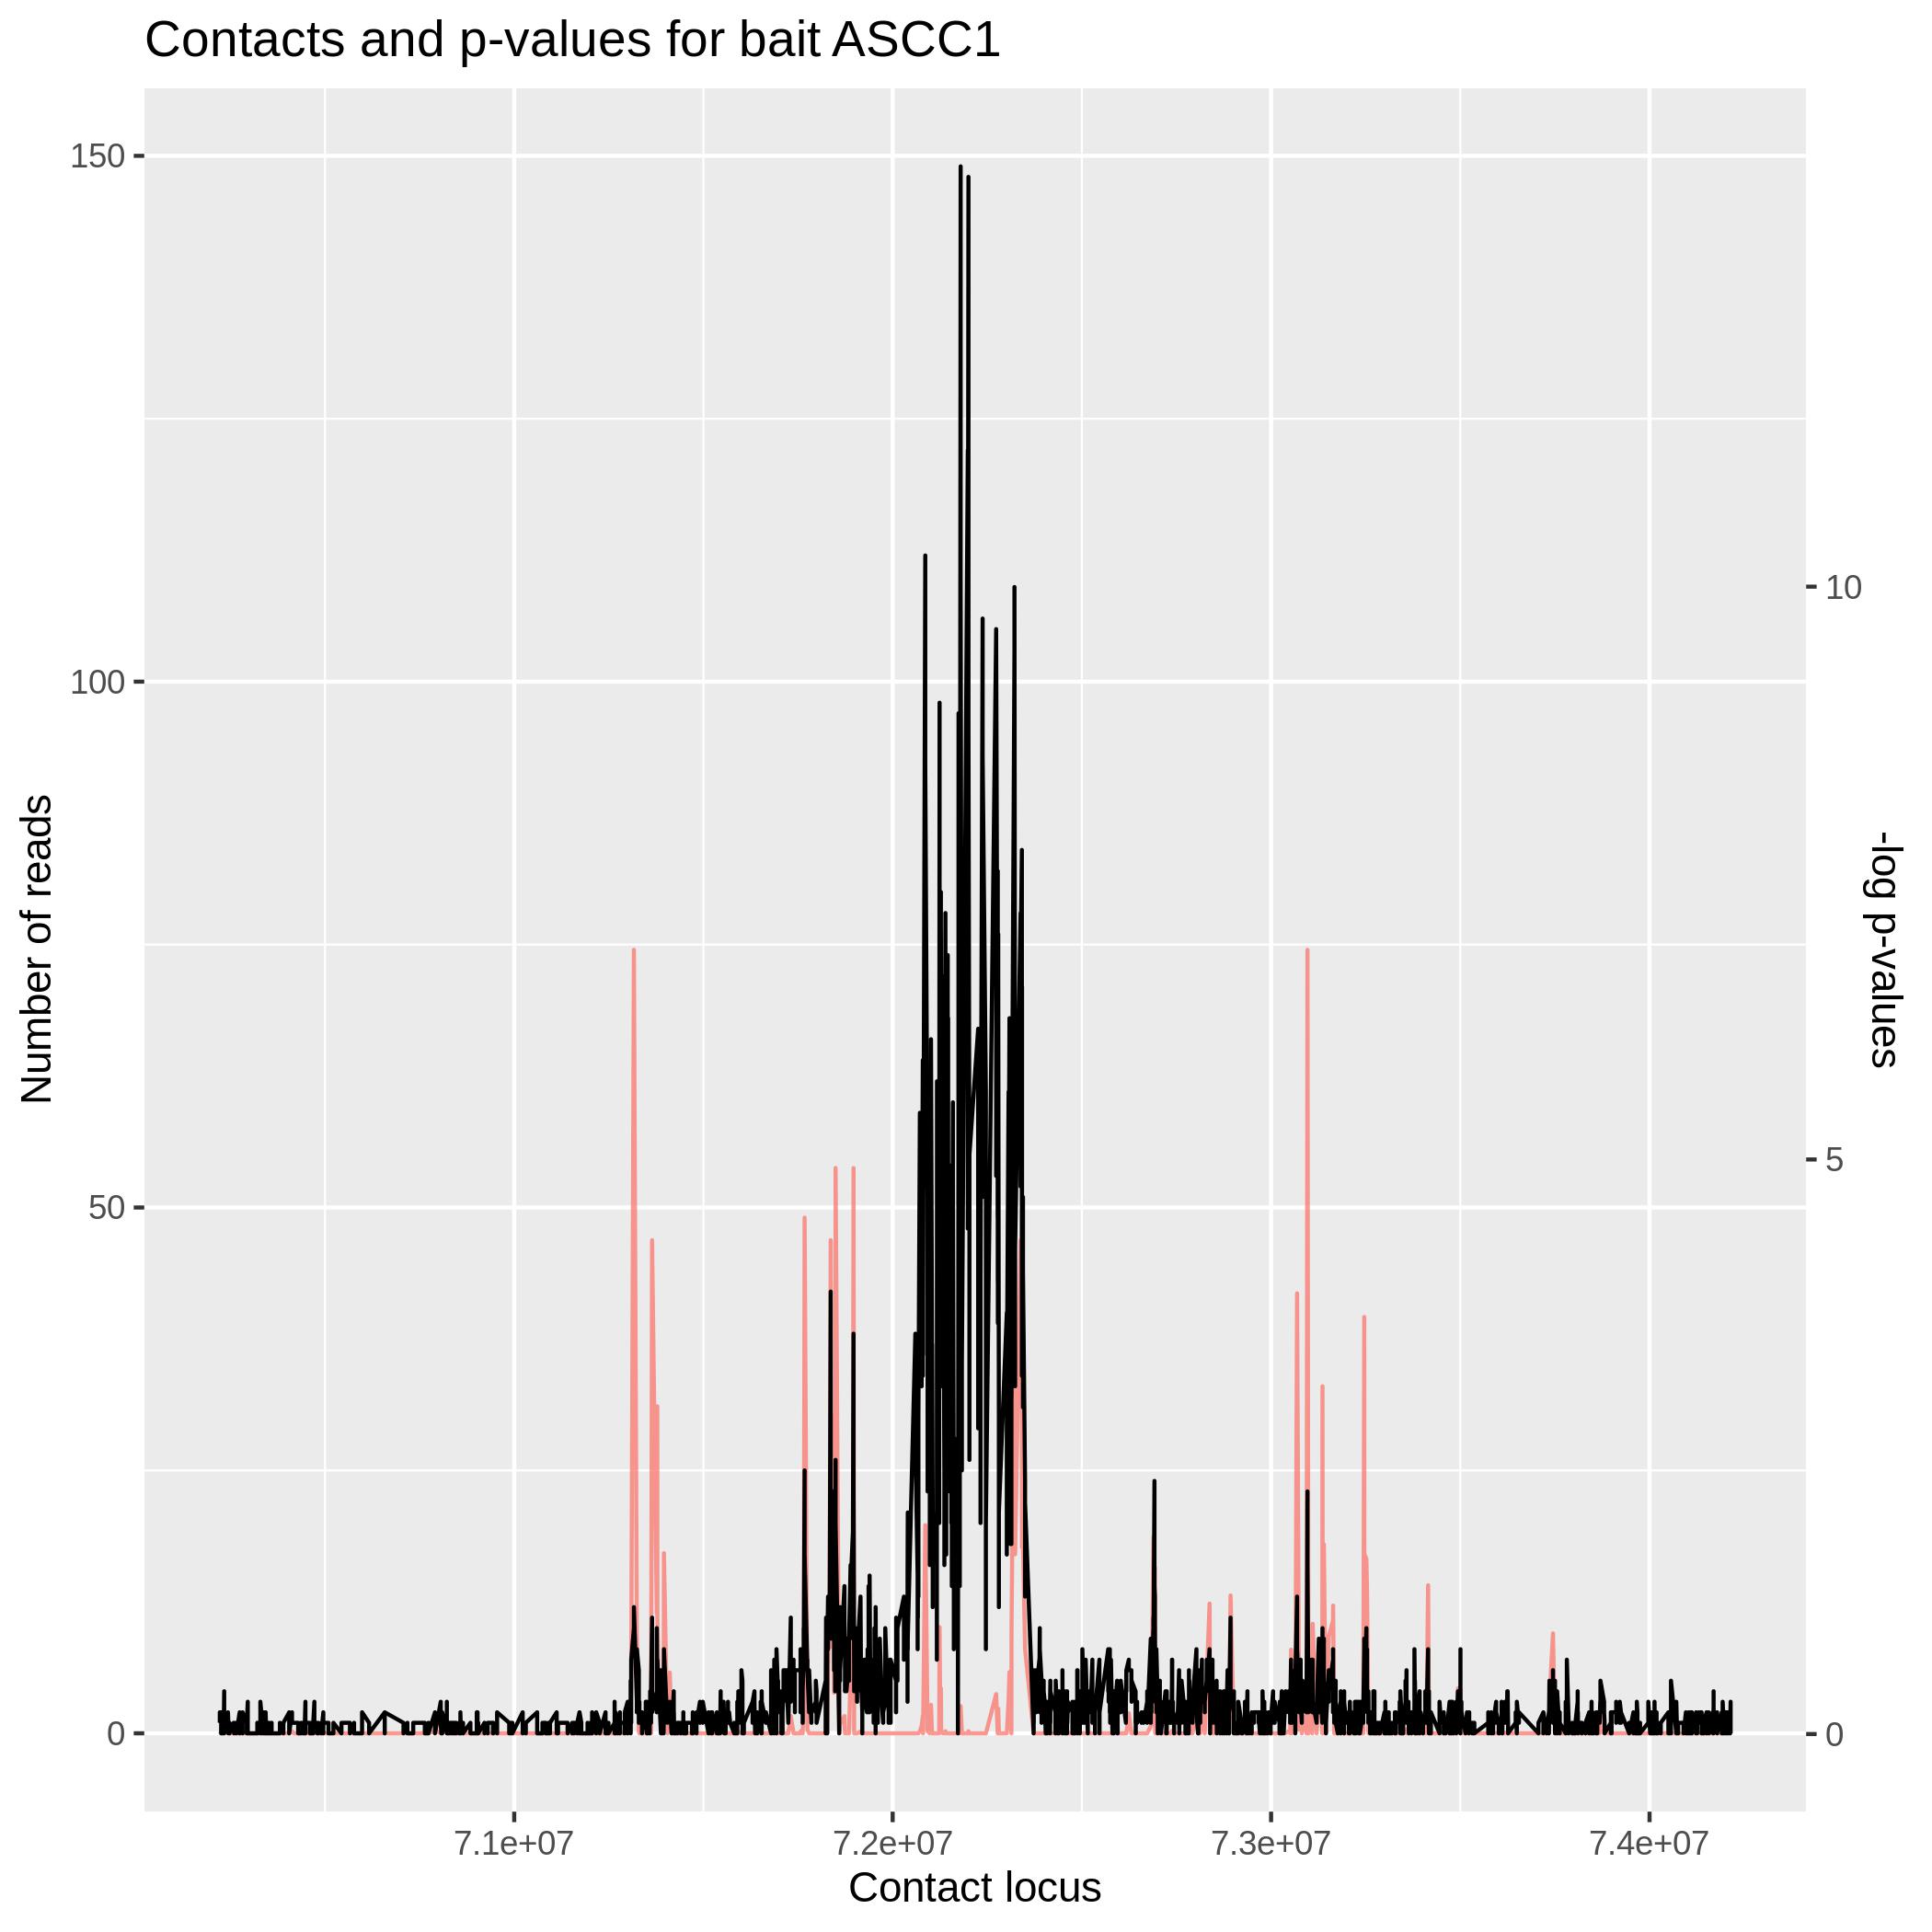 Contacts and p-values for bait ASCC1
150
100
50
0
Number of reads
10
5
0
-log p-values
7.1e+07
7.2e+07
7.3e+07
7.4e+07
Contact locus